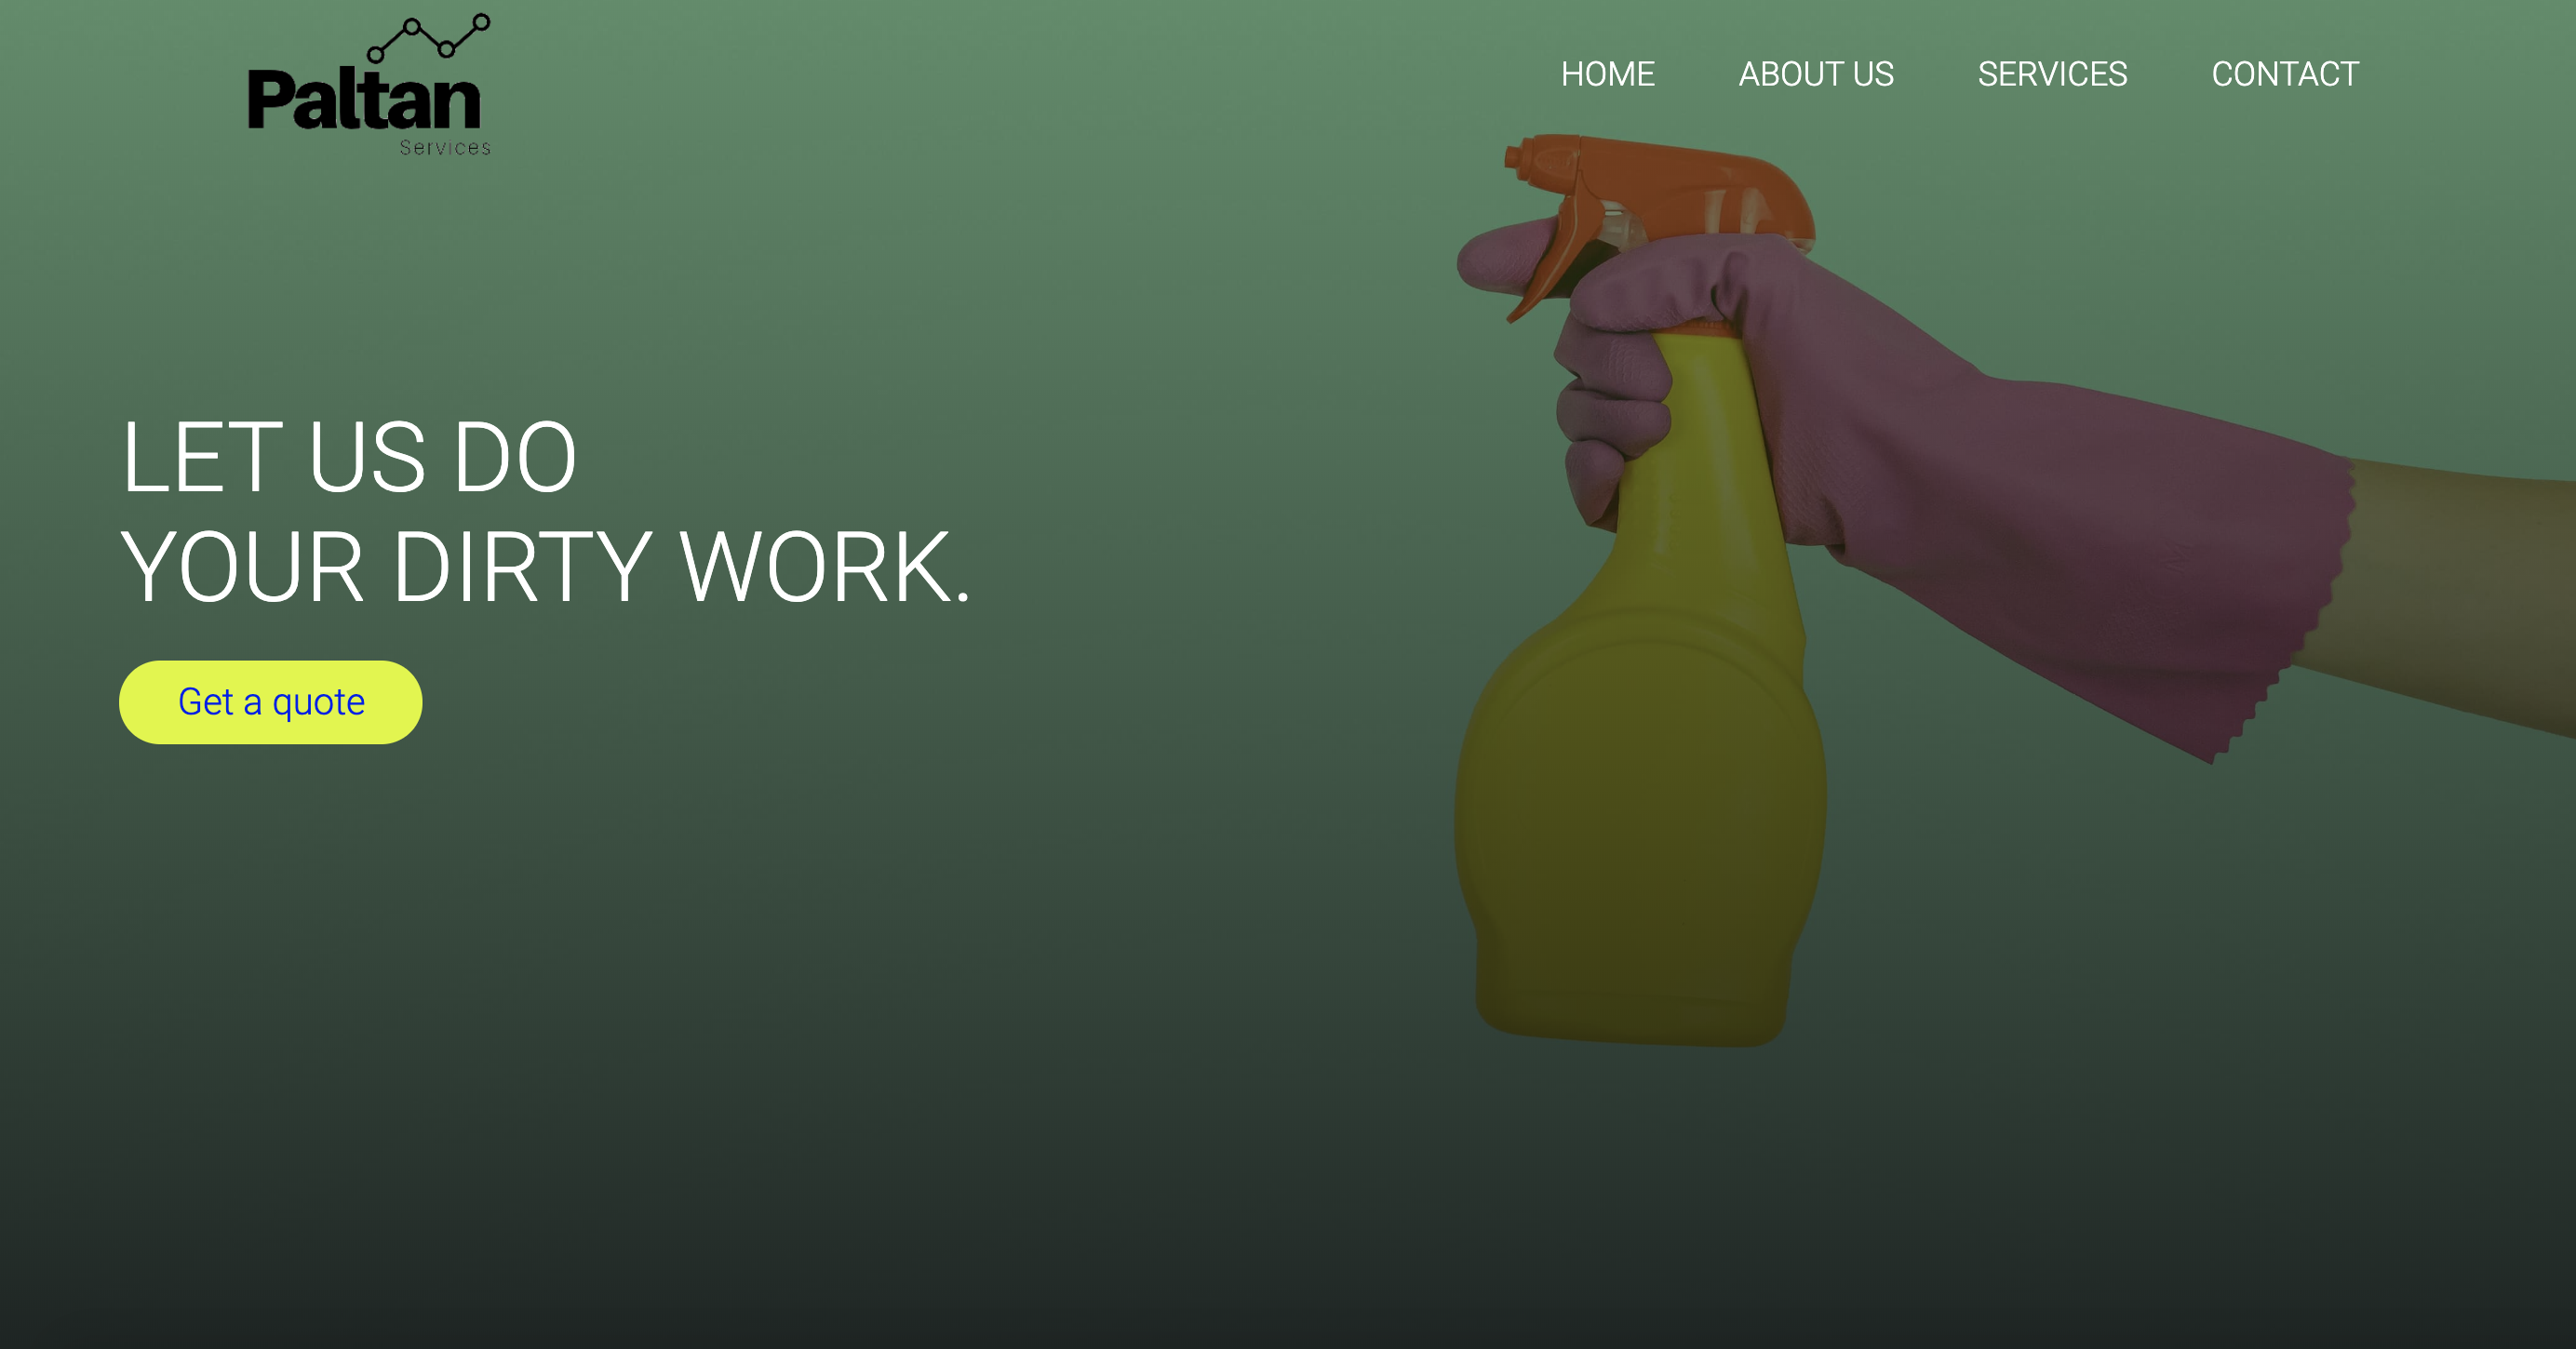 Paltan
Services
HOME
ABOUT US
SERVICES
CONTACT
LET US DO
YOUR DIRTY WORK.
Get a quote